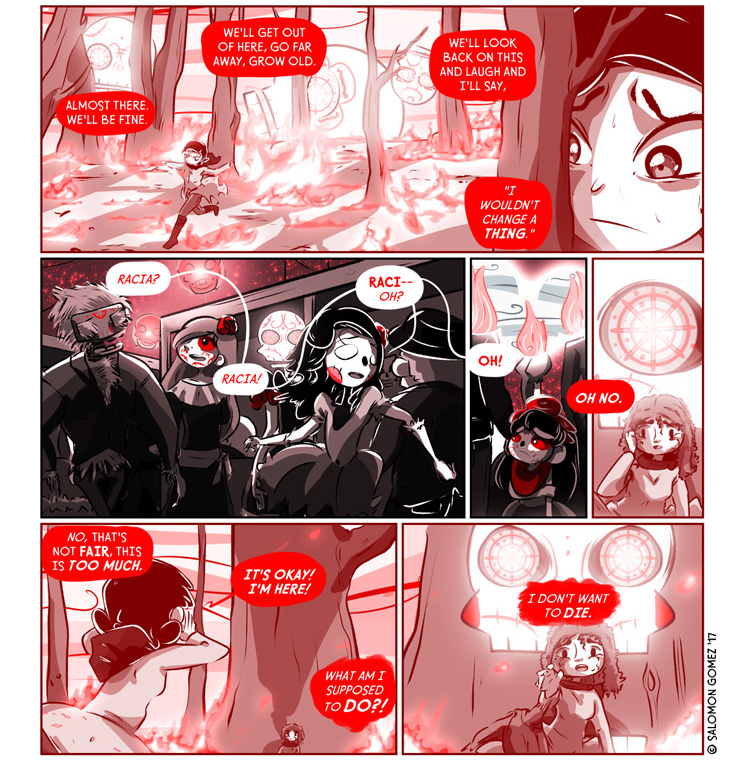 ALMOST THERE.
WE'LL BE FINE.
WE'LL GET OUT
OF HERE, GO FAR
AWAY, GROW OLD.
WE'LL LOOK
BACK ON THIS
AND LAUGH AND
I'LL SAY,
"I
WOULDN'T
CHANGE A
THING."
RACIA?
RACIA!
RACI--
OH?
OH!
OH NO.
NO, THAT'S
NOT FAIR, THIS
IS TOO MUCH.
IT'S OKAY!
I'M HERE!
WHAT AM I
SUPPOSED
TO DO?!
I DON'T WANT
TO DIE.
© SALOMON GOMEZ '17